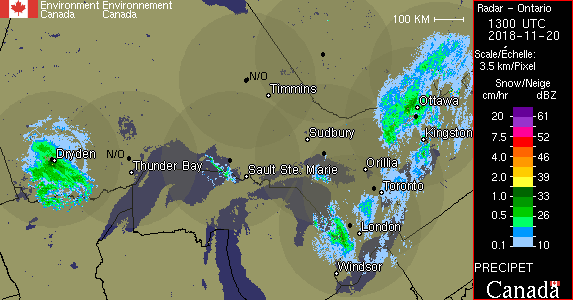 Environment Environnement
Canada Canada
100 KM
N/O
Timmins
Ottawa
Sudbury
Kingston
Dryden
N/O
Thunder Bay
Sault Ste. Marie
Orillia
Toronto
London
Windsor
Radar - Ontario
1300 UTC
2018-11-20
Scale/Échelle:
3.5 km/Pixel
Snow/Neige
cm/hr dBZ
20 61
7.5 52
4.0 46
2.0 39
1.0 33
0.5 26
0.1 10
PRECIPET
Canada